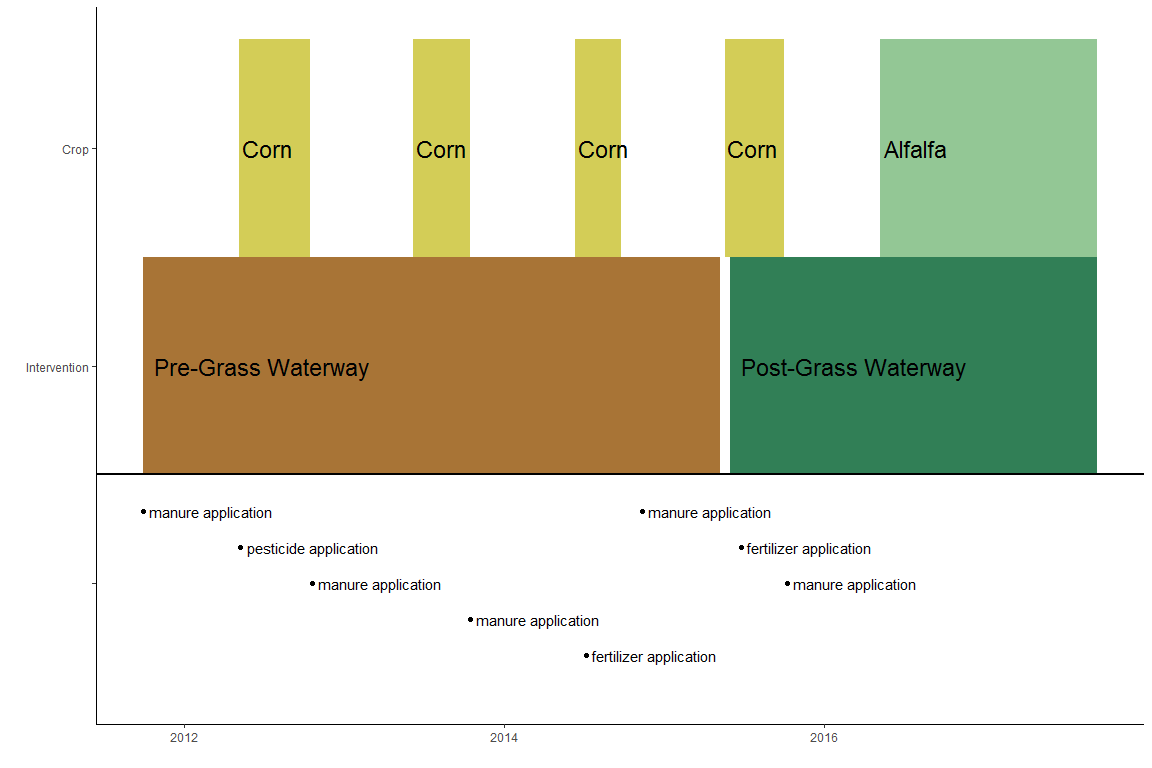 Crop
Corn
Corn
Corn
Corn
Alfalfa
Intervention
Pre-Grass Waterway
Post-Grass Waterway
manure application
manure application
pesticide application
fertilizer application
manure application
manure application
manure application
fertilizer application
2012
2014
2016